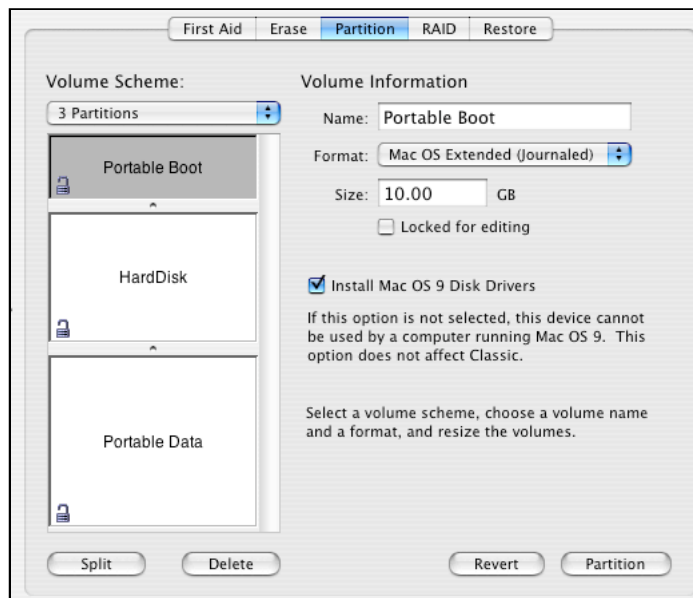 First Aid Erase Partition RAID Restore
Volume Scheme:
3 Partitions
Portable Boot
HardDisk
Portable Data
Split Delete
Volume Information
Name: Portable Boot
Format: Mac OS Extended (Journaled)
Size: 10.00 GB
Locked for editing
Install Mac OS 9 Disk Drivers
If this option is not selected, this device cannot
be used by a computer running Mac OS 9. This
option does not affect Classic.
Select a volume scheme, choose a volume name
and a format, and resize the volumes.
Revert Partition